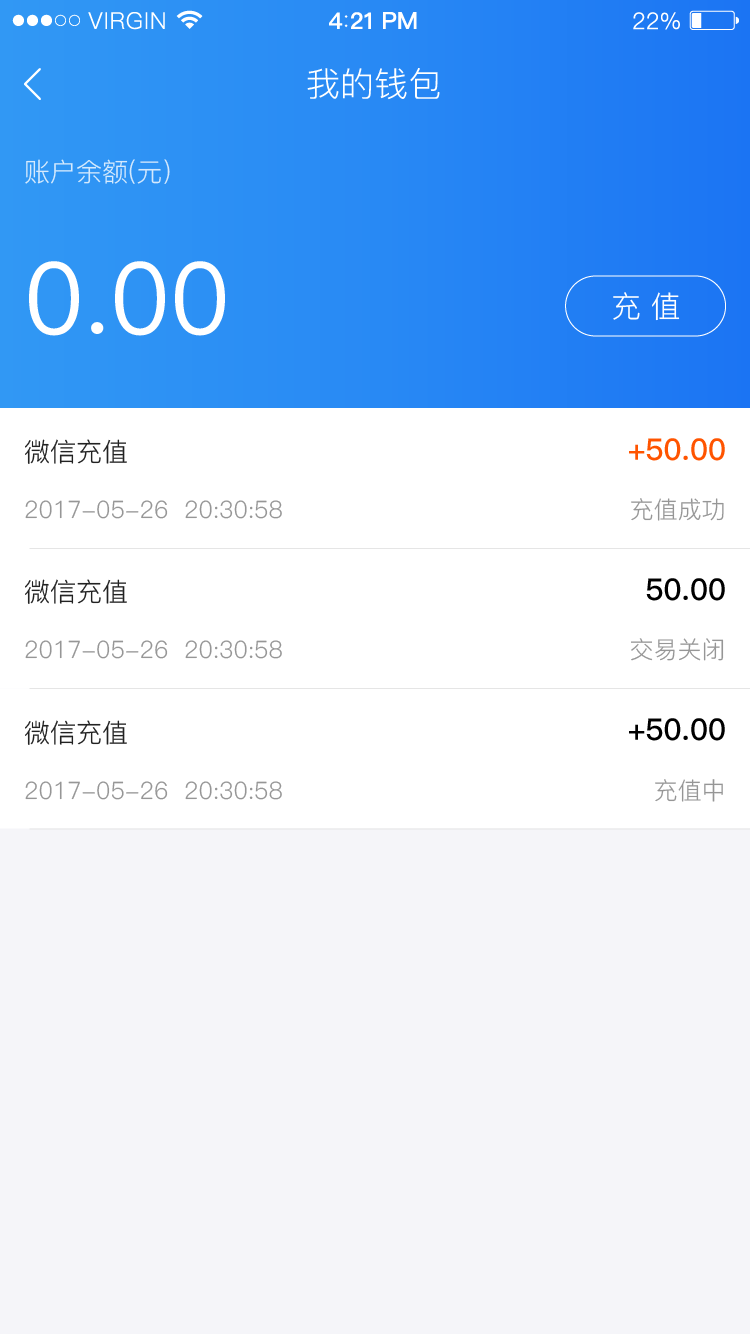 VIRGIN 4:21 PM 22%
我的钱包
账户余额(元)
0.00
充值
微信充值 +50.00
2017-05-26 20:30:58 充值成功
微信充值 50.00
2017-05-26 20:30:58 交易关闭
微信充值 +50.00
2017-05-26 20:30:58 充值中